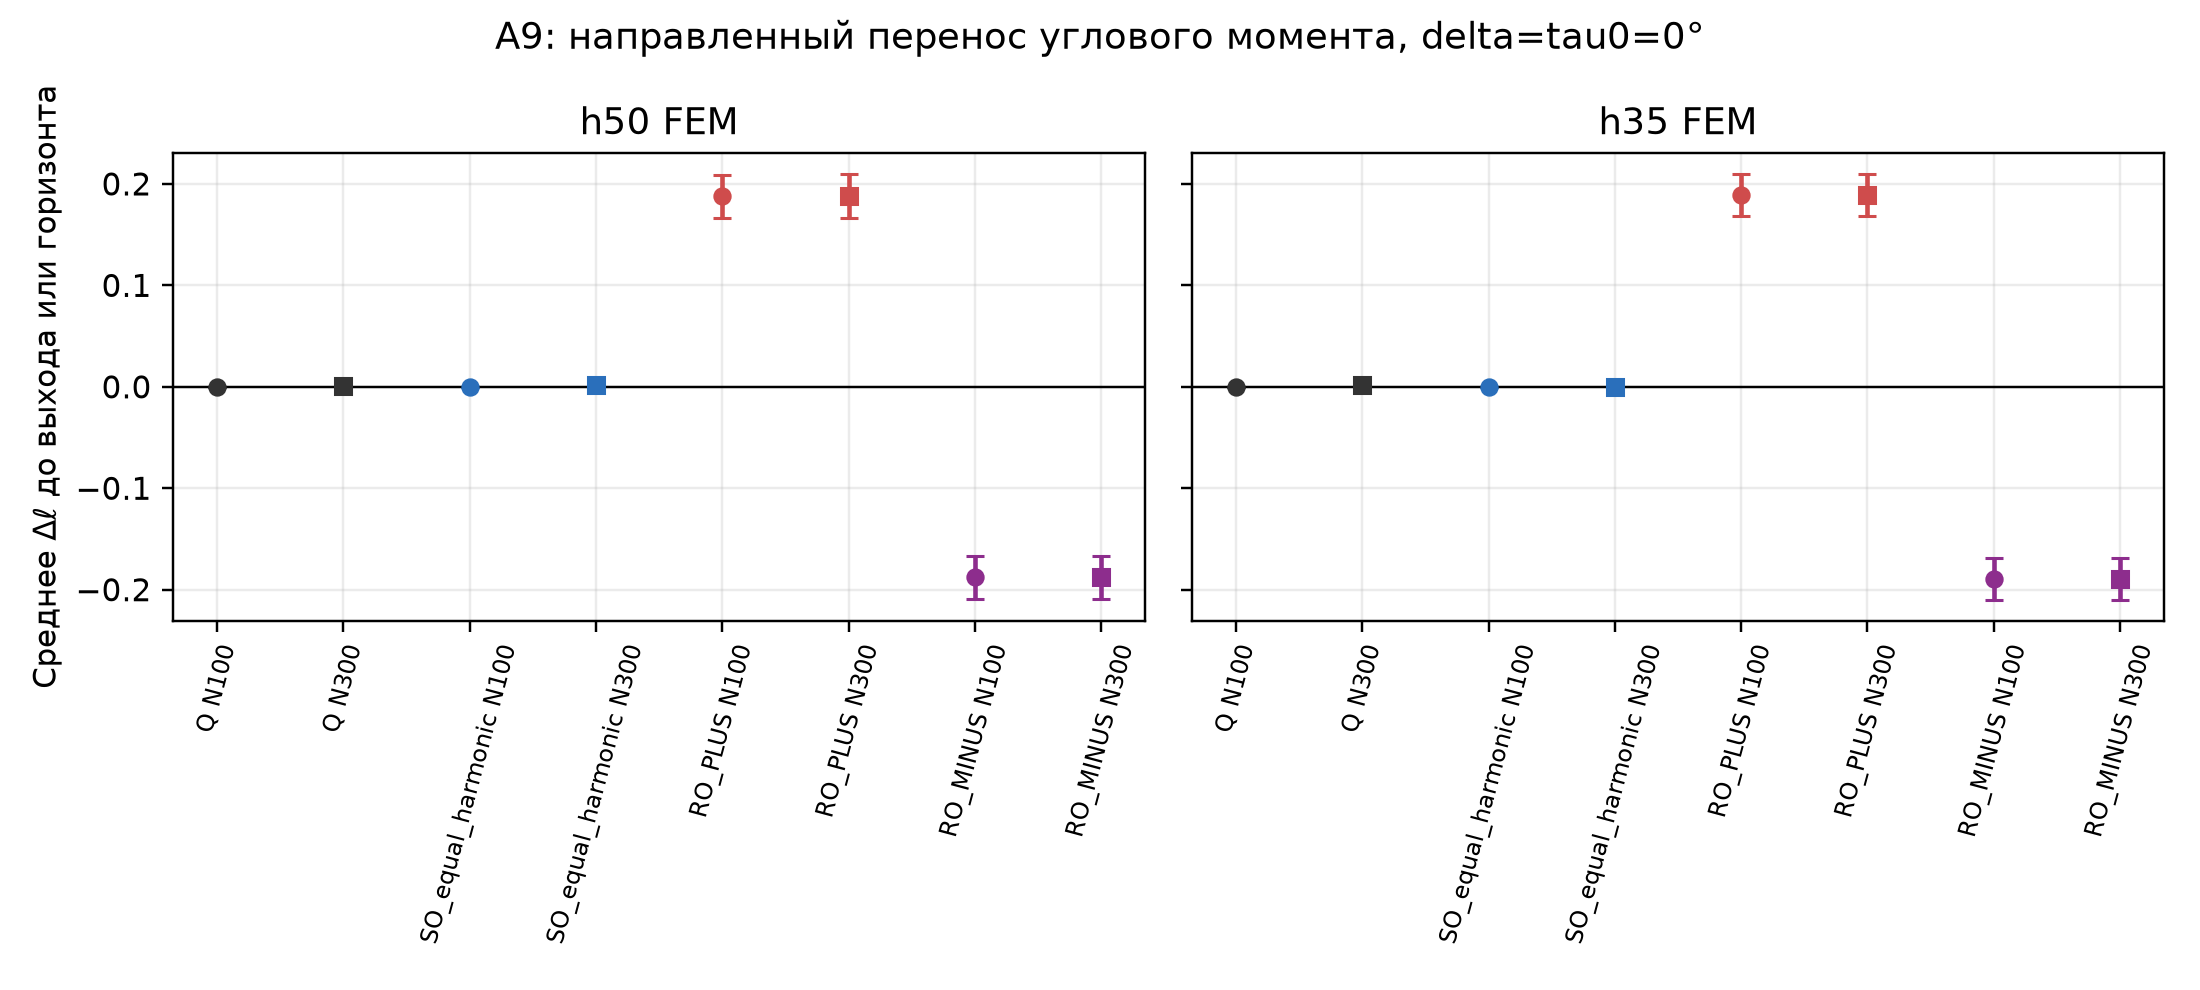 A9: направленный перенос углового момента, delta=tau0=0°
h50 FEM
h35 FEM
Среднее Δℓ до выхода или горизонта
0.2
0.1
0.0
−0.1
−0.2
Q N100
Q N300
SO_equal_harmonic N100
SO_equal_harmonic N300
RO_PLUS N100
RO_PLUS N300
RO_MINUS N100
RO_MINUS N300
Q N100
Q N300
SO_equal_harmonic N100
SO_equal_harmonic N300
RO_PLUS N100
RO_PLUS N300
RO_MINUS N100
RO_MINUS N300